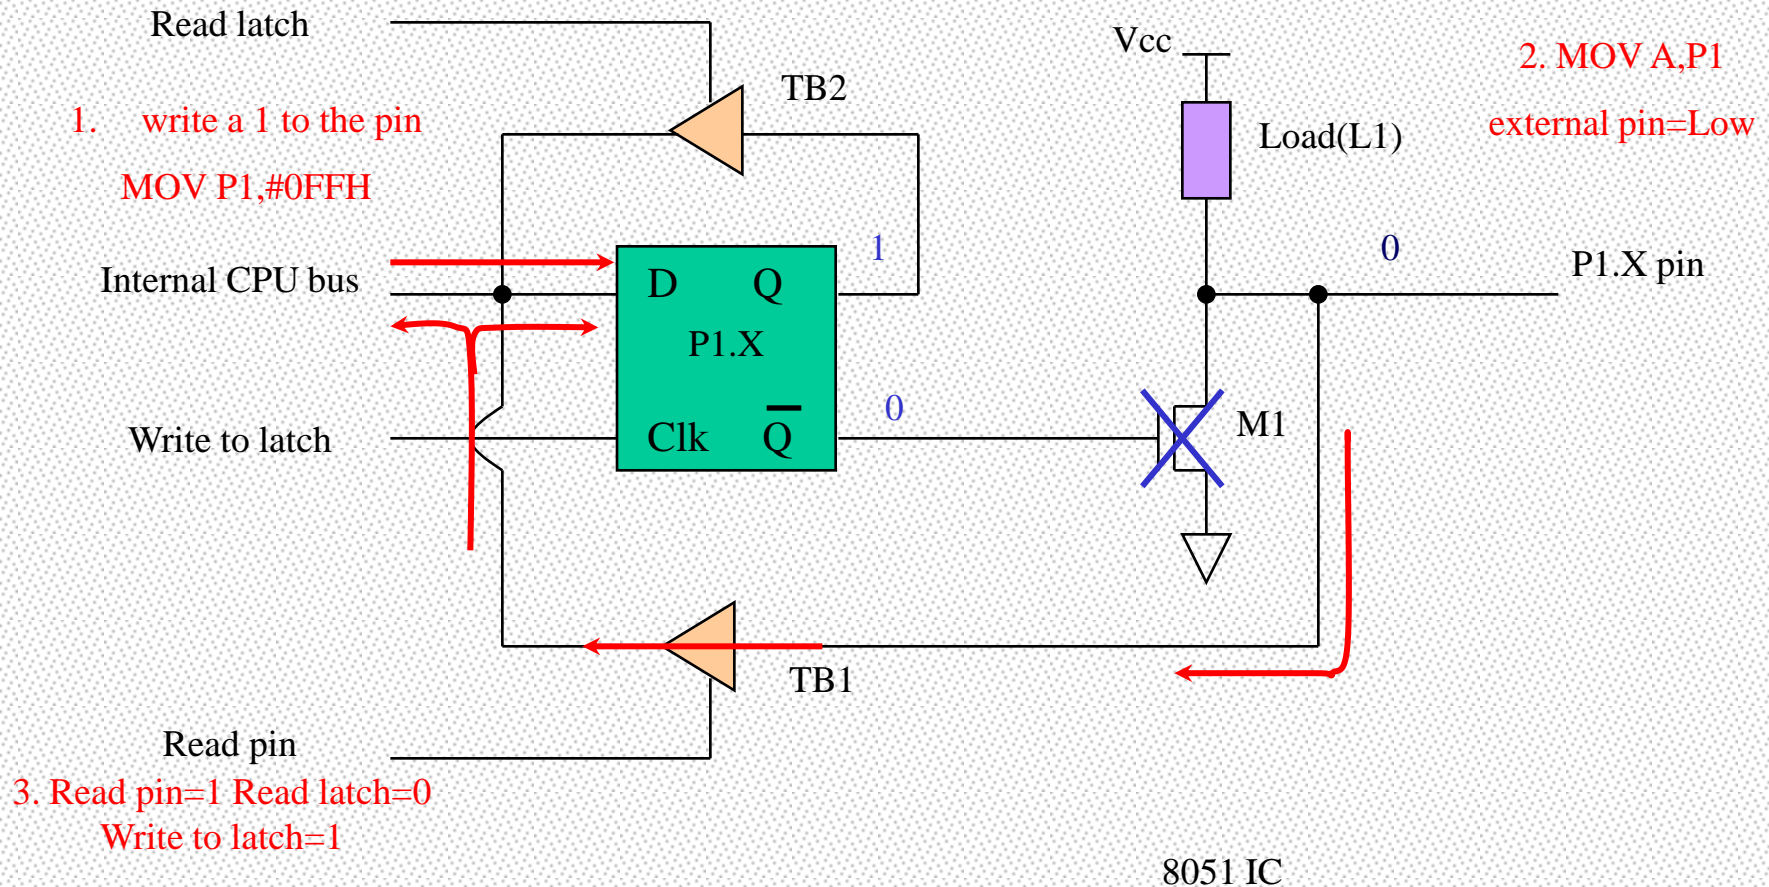 Read latch
Vcc
2. MOV A,P1
TB2
1. write a 1 to the pin
external pin=Low
Load(L1)
MOV P1,#0FFH
1
0
Internal CPU bus
D Q
P1.X pin
P1.X
0
Write to latch
Clk Q̅
M1
TB1
Read pin
3. Read pin=1 Read latch=0
Write to latch=1
8051 IC